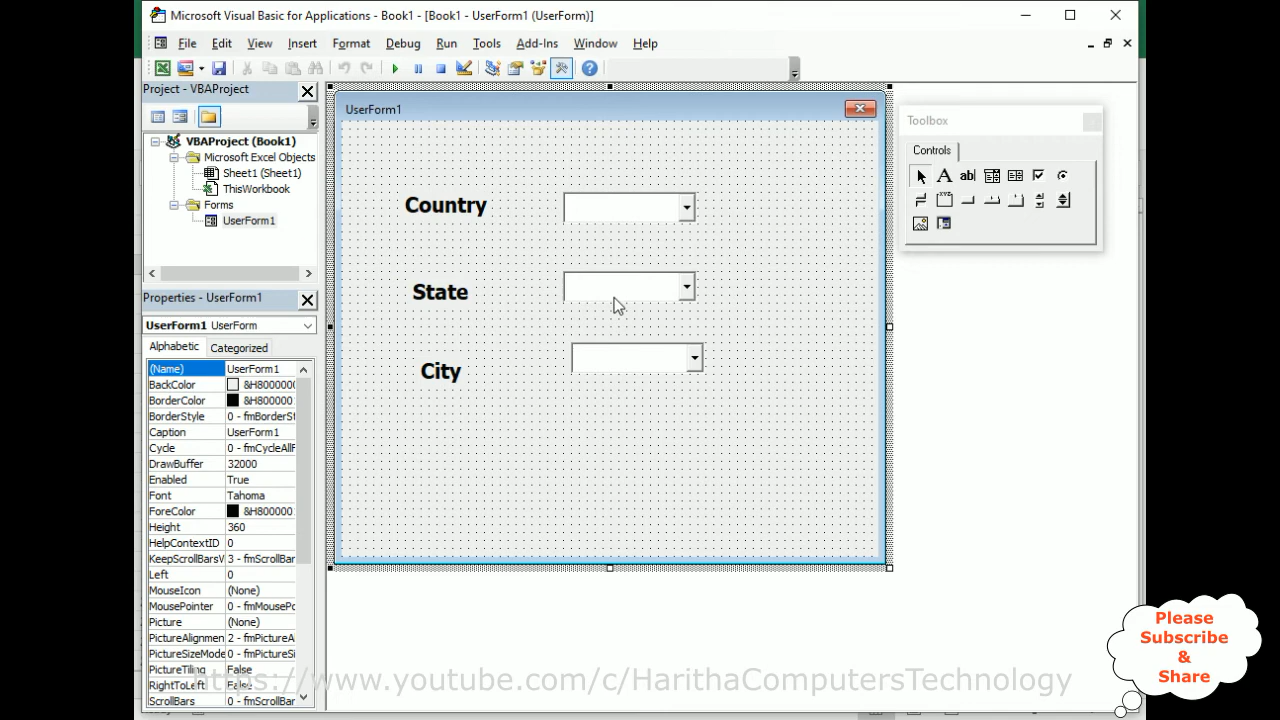 Microsoft Visual Basic for Applications - Book1 - [Book1 - UserForm1 (UserForm)]
File Edit View Insert Format Debug Run Tools Add-Ins Window Help
Project - VBAProject
VBAProject (Book1)
Microsoft Excel Objects
Sheet1 (Sheet1)
ThisWorkbook
Forms
UserForm1
Properties - UserForm1
UserForm1 UserForm
Alphabetic Categorized
(Name) UserForm1
BackColor &H8000000
BorderColor &H800000
BorderStyle 0 - fmBorderSt
Caption UserForm1
Cycle 0 - fmCycleAllF
DrawBuffer 32000
Enabled True
Font Tahoma
ForeColor &H800000
Height 360
HelpContextID 0
KeepScrollBarsV 3 - fmScrollBar
Left 0
MouseIcon (None)
MousePointer 0 - fmMousePo
Picture (None)
PictureAlignmen 2 - fmPictureA
PictureSizeMode 0 - fmPictureS
PictureTiling False
RightToLeft False
ScrollBars 0 - fmScrollBar
UserForm1
Country
State
City
Toolbox
Controls
A abl
XYZ
Please
Subscribe
&
Share
https://www.youtube.com/c/HarithaComputersTechnology